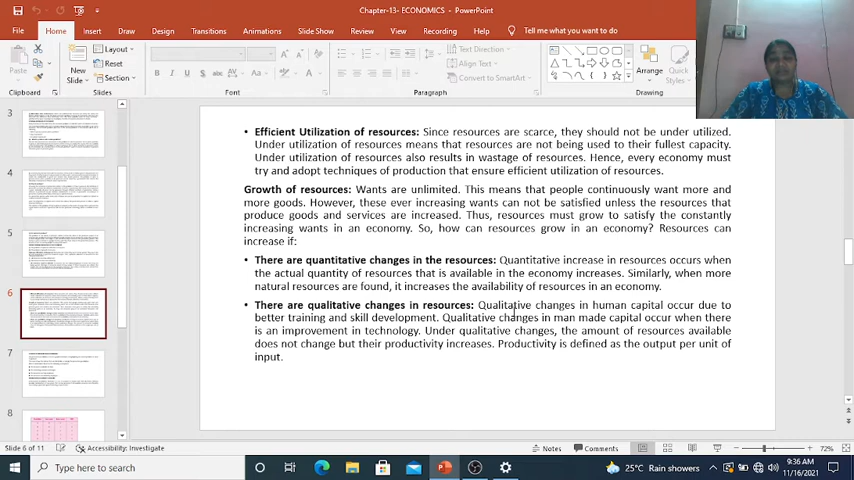 Chapter-13- ECONOMICS - PowerPoint
File Home Insert Draw Design Transitions Animations Slide Show Review View Recording Help Tell me what you want to do
Paste
New Slide
Layout
Reset
Section
Text Direction
Align Text
Convert to SmartArt
Arrange
Quick Styles
Clipboard Slides Font Paragraph Drawing
3
4
5
6
7
8
• Efficient Utilization of resources: Since resources are scarce, they should not be under utilized.
Under utilization of resources means that resources are not being used to their fullest capacity.
Under utilization of resources also results in wastage of resources. Hence, every economy must
try and adopt techniques of production that ensure efficient utilization of resources.
Growth of resources: Wants are unlimited. This means that people continuously want more and
more goods. However, these ever increasing wants can not be satisfied unless the resources that
produce goods and services are increased. Thus, resources must grow to satisfy the constantly
increasing wants in an economy. So, how can resources grow in an economy? Resources can
increase if:
• There are quantitative changes in the resources: Quantitative increase in resources occurs when
the actual quantity of resources that is available in the economy increases. Similarly, when more
natural resources are found, it increases the availability of resources in an economy.
• There are qualitative changes in resources: Qualitative changes in human capital occur due to
better training and skill development. Qualitative changes in man made capital occur when there
is an improvement in technology. Under qualitative changes, the amount of resources available
does not change but their productivity increases. Productivity is defined as the output per unit of
input.
Slide 6 of 11 Accessibility: Investigate Notes Comments 72%
Type here to search
25°C Rain showers
9:36 AM
11/16/2021